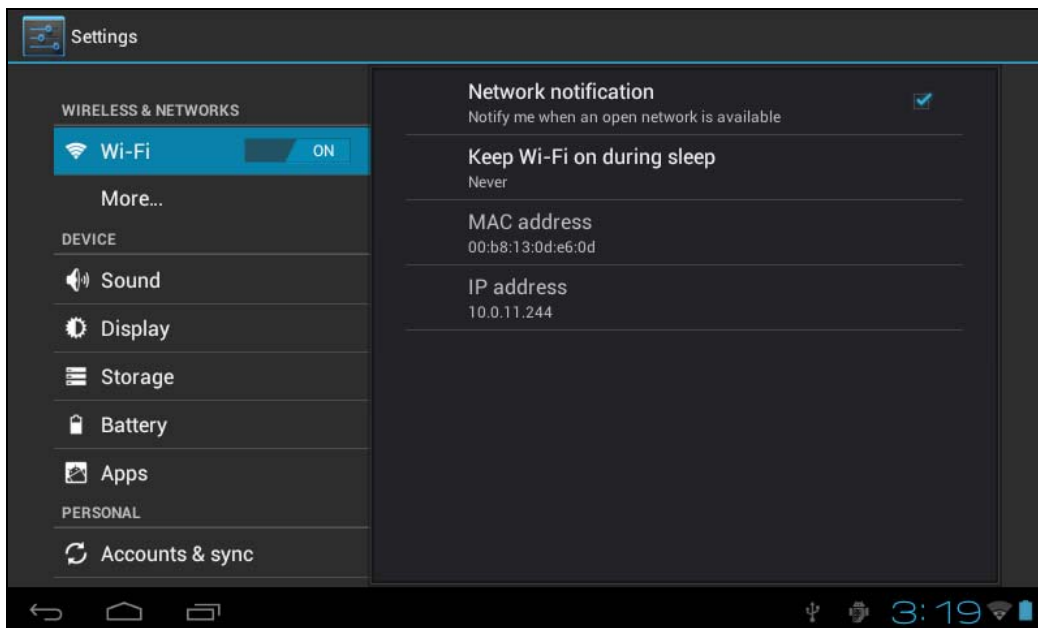 Settings
WIRELESS & NETWORKS
Wi-Fi
ON
More...
DEVICE
Sound
Display
Storage
Battery
Apps
PERSONAL
Accounts & sync
Network notification
Notify me when an open network is available
Keep Wi-Fi on during sleep
Never
MAC address
00:b8:13:0d:e6:0d
IP address
10.0.11.244
3:19